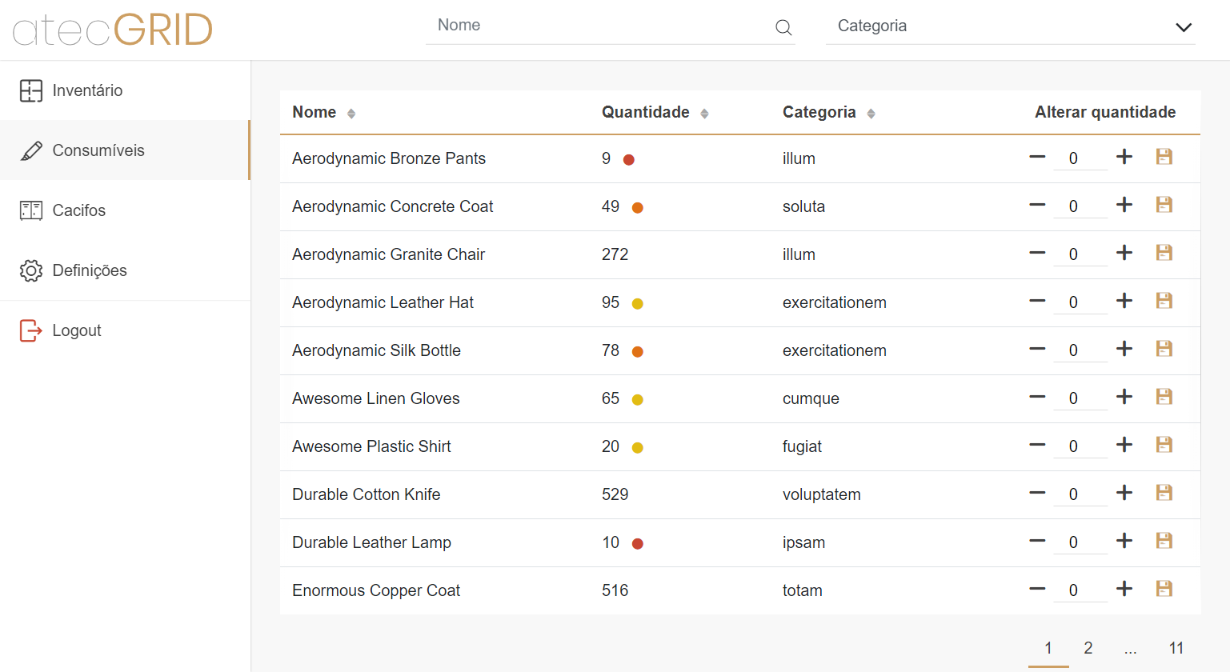 atecGRID
Nome
Categoria
Inventário
Consumíveis
Cacifos
Definições
Logout
Nome Quantidade Categoria Alterar quantidade
Aerodynamic Bronze Pants 9 illum 0
Aerodynamic Concrete Coat 49 soluta 0
Aerodynamic Granite Chair 272 illum 0
Aerodynamic Leather Hat 95 exercitationem 0
Aerodynamic Silk Bottle 78 exercitationem 0
Awesome Linen Gloves 65 cumque 0
Awesome Plastic Shirt 20 fugiat 0
Durable Cotton Knife 529 voluptatem 0
Durable Leather Lamp 10 ipsam 0
Enormous Copper Coat 516 totam 0
1 2 ... 11